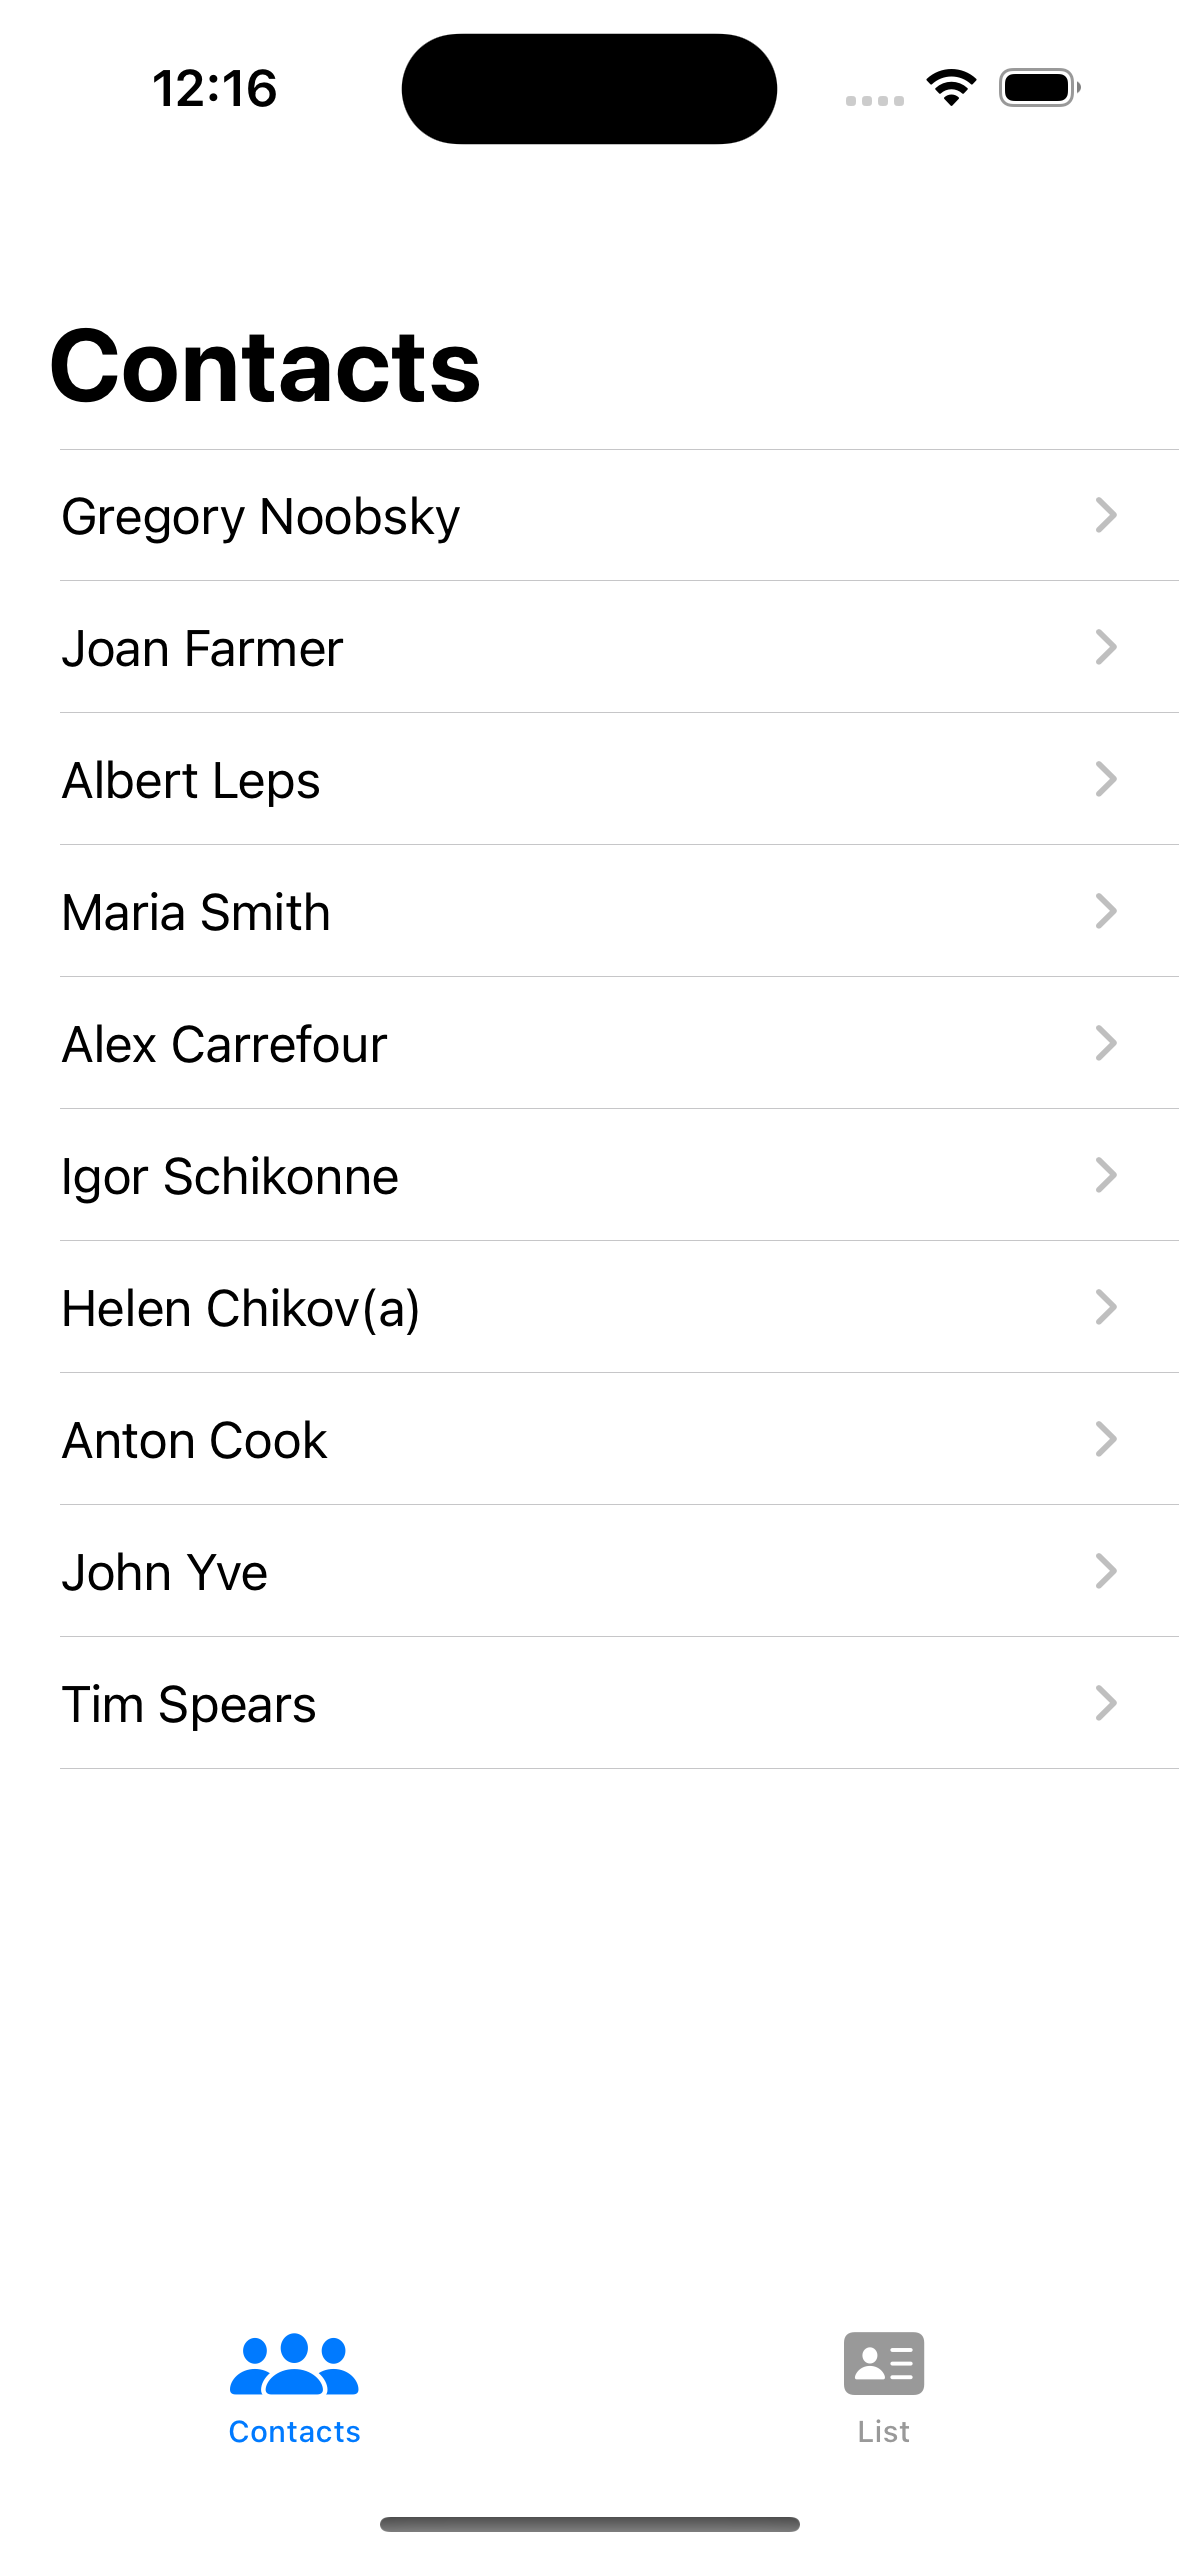 12:16
Contacts
Gregory Noobsky
Joan Farmer
Albert Leps
Maria Smith
Alex Carrefour
Igor Schikonne
Helen Chikov(a)
Anton Cook
John Yve
Tim Spears
Contacts
List